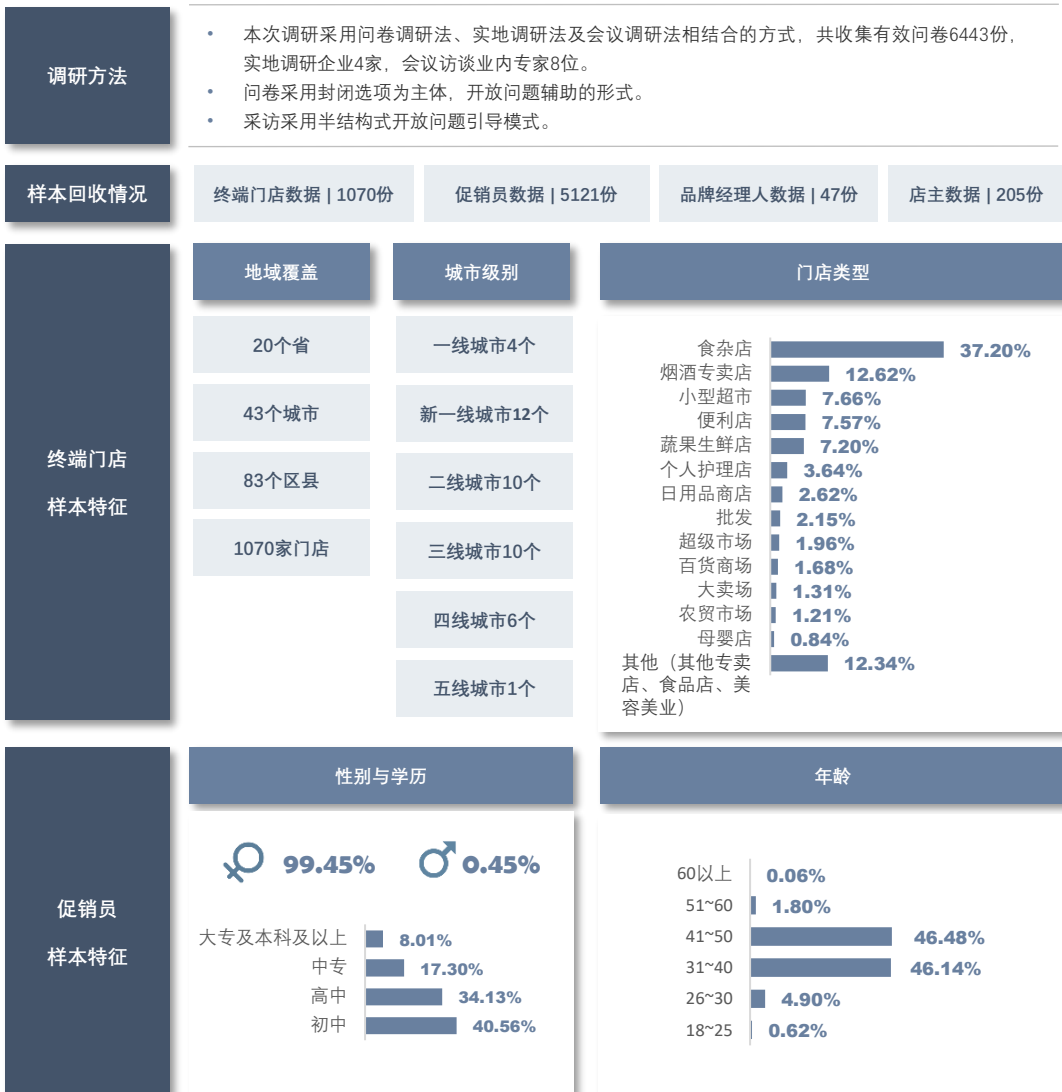 调研方法
• 本次调研采用问卷调研法、实地调研法及会议调研法相结合的方式，共收集有效问卷6443份，
实地调研企业4家，会议访谈业内专家8位。
• 问卷采用封闭选项为主体，开放问题辅助的形式。
• 采访采用半结构式开放问题引导模式。
样本回收情况
终端门店数据 | 1070份
促销员数据 | 5121份
品牌经理人数据 | 47份
店主数据 | 205份
终端门店
样本特征
地域覆盖
20个省
43个城市
83个区县
1070家门店
城市级别
一线城市4个
新一线城市12个
二线城市10个
三线城市10个
四线城市6个
五线城市1个
门店类型
食杂店 37.20%
烟酒专卖店 12.62%
小型超市 7.66%
便利店 7.57%
蔬果生鲜店 7.20%
个人护理店 3.64%
日用品商店 2.62%
批发 2.15%
超级市场 1.96%
百货商场 1.68%
大卖场 1.31%
农贸市场 1.21%
母婴店 0.84%
其他（其他专卖 12.34%
店、食品店、美
容美业）
促销员
样本特征
性别与学历
99.45% 0.45%
大专及本科及以上 8.01%
中专 17.30%
高中 34.13%
初中 40.56%
年龄
60以上 0.06%
51~60 1.80%
41~50 46.48%
31~40 46.14%
26~30 4.90%
18~25 0.62%